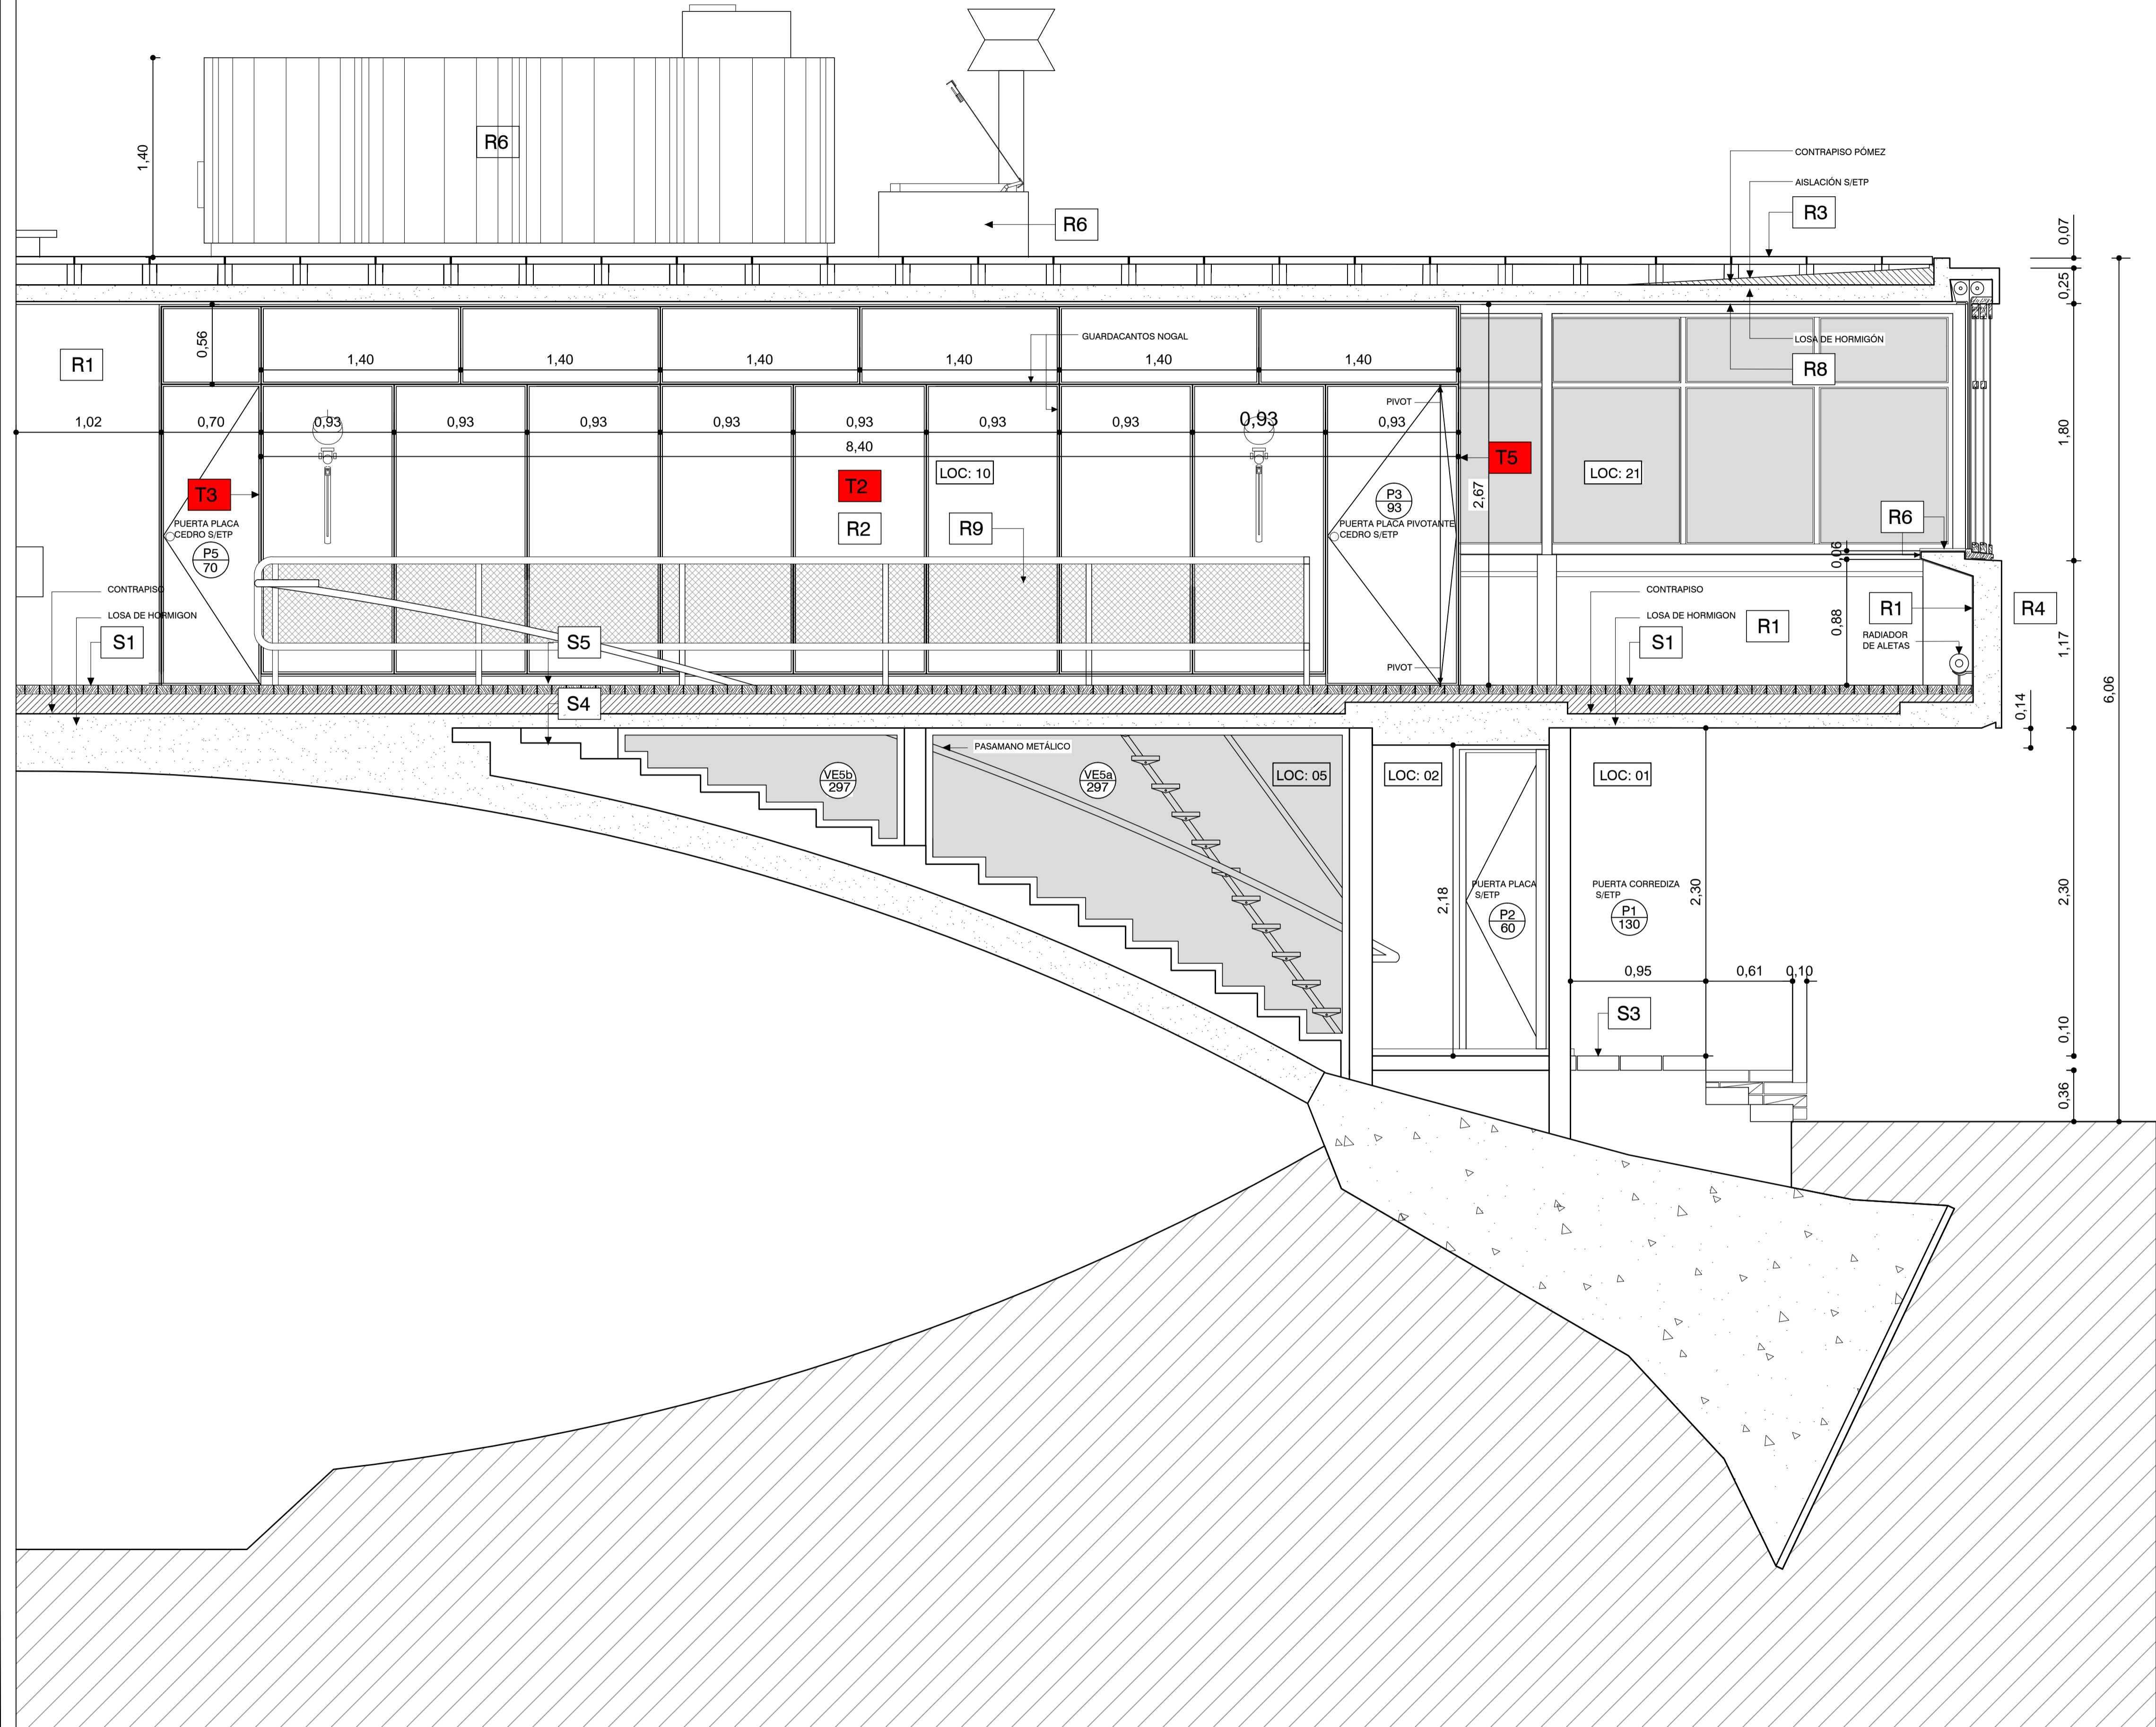 1,40
R6
R6
CONTRAPISO PÓMEZ
AISLACIÓN S/ETP
R3
0,07
0,25
R1
0,56
1,40
1,40
1,40
1,40
1,40
1,40
GUARDACANTOS NOGAL
LOSA DE HORMIGÓN
R8
PIVOT
1,02
0,70
0,93
0,93
0,93
0,93
0,93
0,93
0,93
0,93
0,93
8,40
1,80
T3
T2
LOC: 10
T5
LOC: 21
2,67
P3
93
R2
R9
R6
PUERTA PLACA
CEDRO S/ETP
P5
70
PUERTA PLACA PIVOTANTE
CEDRO S/ETP
0,06
CONTRAPISO
LOSA DE HORMIGON
S1
S5
CONTRAPISO
LOSA DE HORMIGON
S1
R1
0,88
R1
R4
RADIADOR
DE ALETAS
1,17
PIVOT
6,06
S4
0,14
PASAMANO METÁLICO
VE5b
297
VE5a
297
LOC: 05
LOC: 02
LOC: 01
2,18
PUERTA PLACA
S/ETP
P2
60
PUERTA CORREDIZA
S/ETP
P1
130
2,30
2,30
0,95
0,61
0,10
S3
0,10
0,36